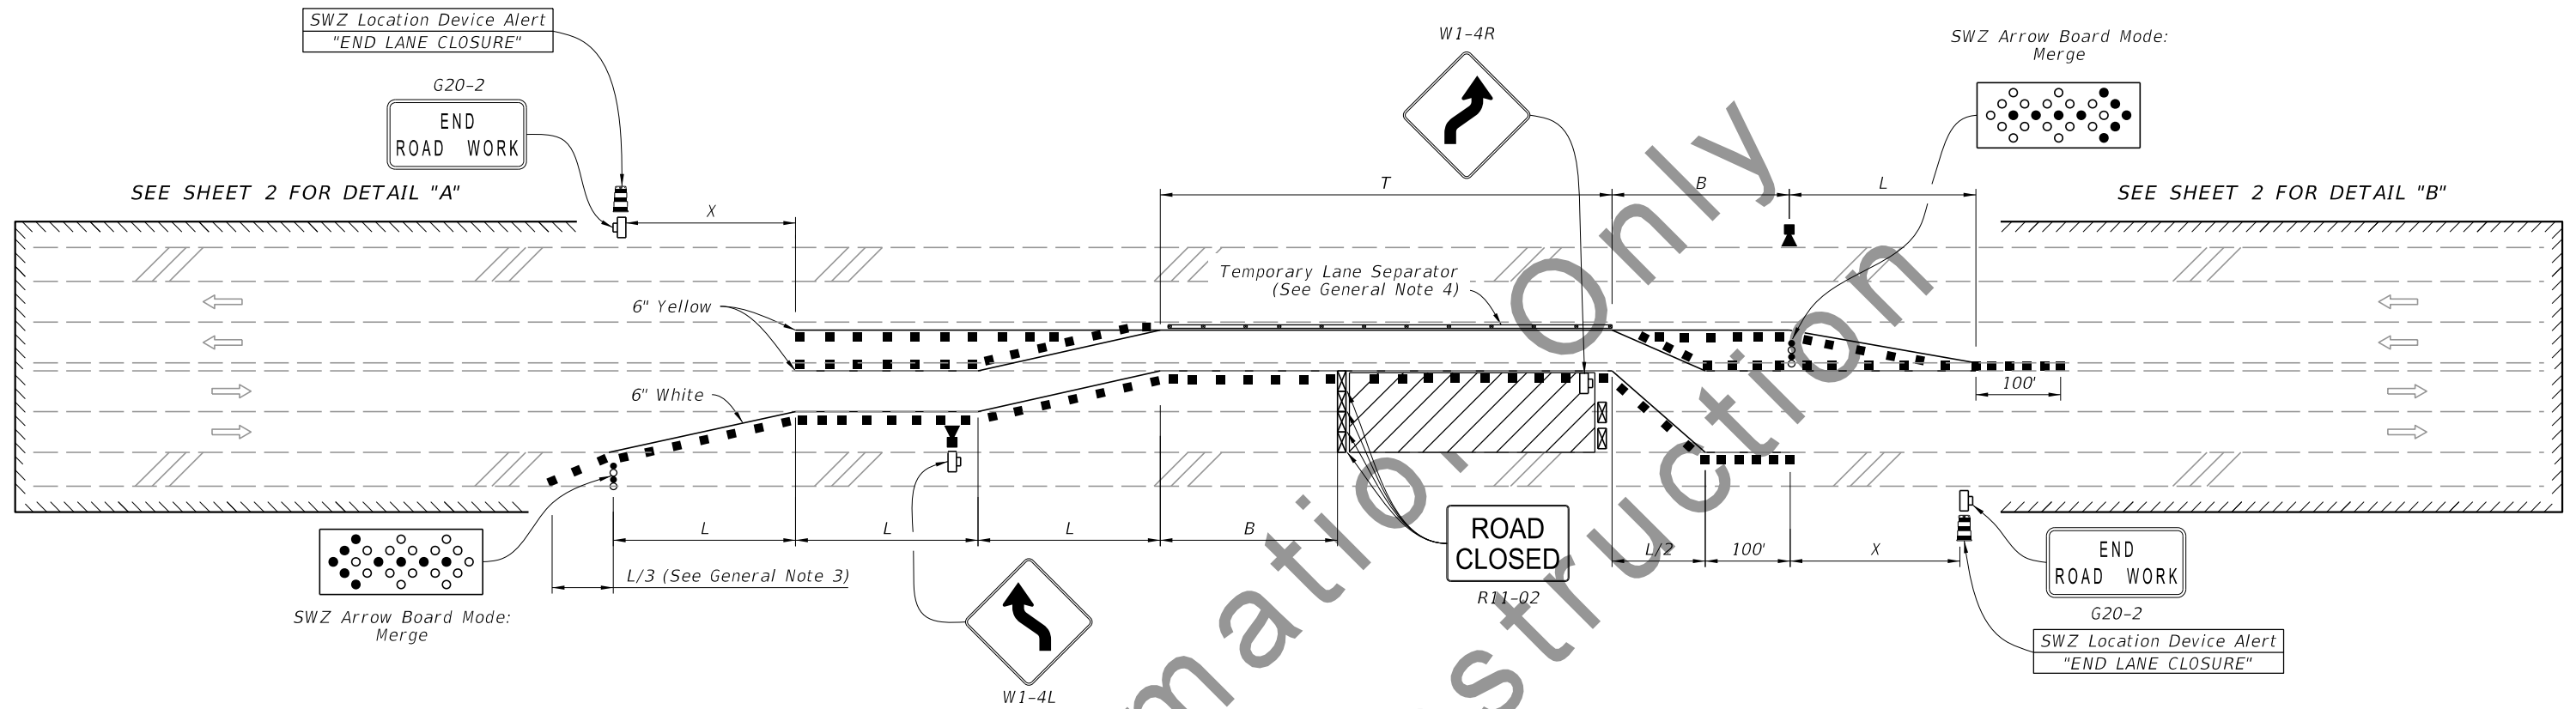 SWZ Location Device Alert
"END LANE CLOSURE"
G20-2
END
ROAD WORK
SEE SHEET 2 FOR DETAIL "A"
X
W1-4R
SWZ Arrow Board Mode:
Merge
T
B
L
SEE SHEET 2 FOR DETAIL "B"
Temporary Lane Separator
(See General Note 4)
6" Yellow
6" White
100'
L
L
L
B
L/3 (See General Note 3)
SWZ Arrow Board Mode:
Merge
W1-4L
ROAD
CLOSED
R11-02
L/2
100'
X
END
ROAD WORK
G20-2
SWZ Location Device Alert
"END LANE CLOSURE"
mation Only
struction